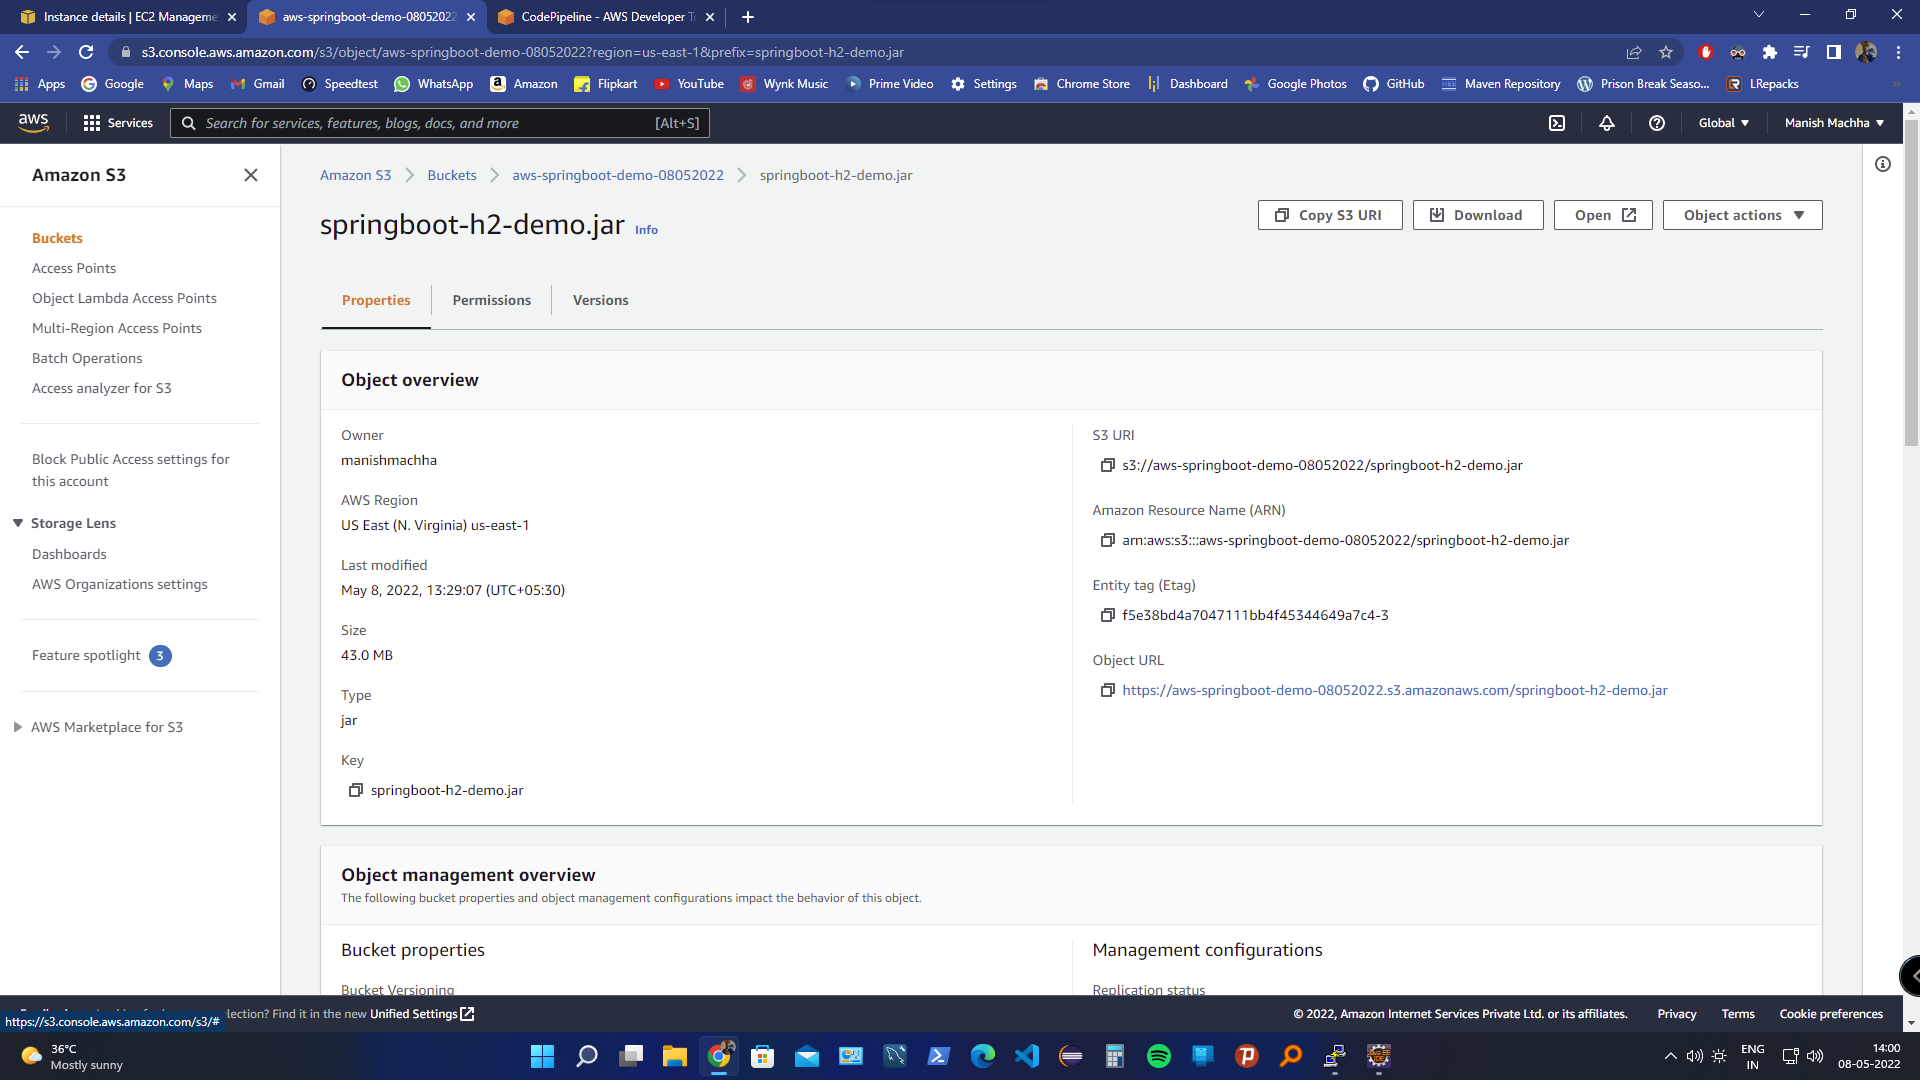 Instance details | EC2 Manageme
aws-springboot-demo-08052022
CodePipeline - AWS Developer To
s3.console.aws.amazon.com/s3/object/aws-springboot-demo-08052022?region=us-east-1&prefix=springboot-h2-demo.jar
Apps Google Maps Gmail Speedtest WhatsApp Amazon Flipkart YouTube Wynk Music Prime Video Settings Chrome Store Dashboard Google Photos GitHub Maven Repository Prison Break Seaso... LRepacks
aws Services Search for services, features, blogs, docs, and more [Alt+S] Global Manish Machha
Amazon S3
Buckets
Access Points
Object Lambda Access Points
Multi-Region Access Points
Batch Operations
Access analyzer for S3
Block Public Access settings for
this account
Storage Lens
Dashboards
AWS Organizations settings
Feature spotlight 3
AWS Marketplace for S3
Amazon S3 Buckets aws-springboot-demo-08052022 springboot-h2-demo.jar
springboot-h2-demo.jar Info
Copy S3 URI Download Open Object actions
Properties Permissions Versions
Object overview
Owner
manishmachha
AWS Region
US East (N. Virginia) us-east-1
Last modified
May 8, 2022, 13:29:07 (UTC+05:30)
Size
43.0 MB
Type
jar
Key
springboot-h2-demo.jar
S3 URI
s3://aws-springboot-demo-08052022/springboot-h2-demo.jar
Amazon Resource Name (ARN)
arn:aws:s3:::aws-springboot-demo-08052022/springboot-h2-demo.jar
Entity tag (Etag)
f5e38bd4a7047111bb4f45344649a7c4-3
Object URL
https://aws-springboot-demo-08052022.s3.amazonaws.com/springboot-h2-demo.jar
Object management overview
The following bucket properties and object management configurations impact the behavior of this object.
Bucket properties
Bucket Versioning
Management configurations
Replication status
lection? Find it in the new Unified Settings
https://s3.console.aws.amazon.com/s3/#
© 2022, Amazon Internet Services Private Ltd. or its affiliates. Privacy Terms Cookie preferences
36°C
Mostly sunny
ENG
IN
14:00
08-05-2022